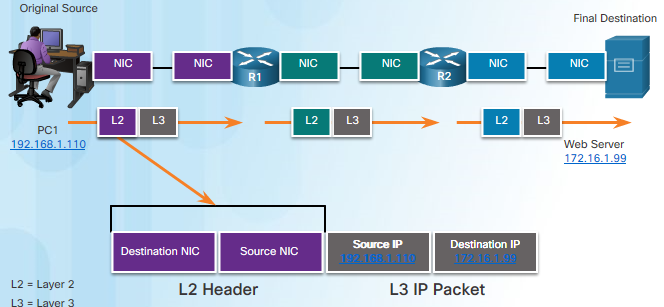 Original Source
Final Destination
NIC
NIC
R1
NIC
NIC
R2
NIC
NIC
L2
L3
L2
L3
L2
L3
PC1
192.168.1.110
Web Server
172.16.1.99
Destination NIC
Source NIC
Source IP
192.168.1.110
Destination IP
172.16.1.99
L2 = Layer 2
L3 = Layer 3
L2 Header
L3 IP Packet